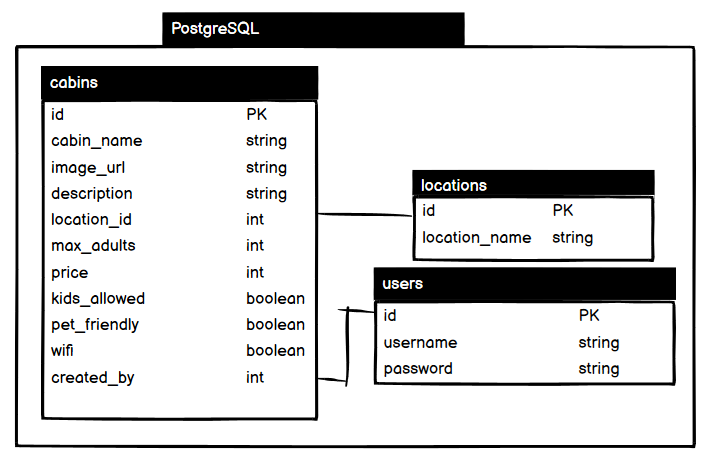 PostgreSQL
cabins
id PK
cabin_name string
image_url string
description string
location_id int
max_adults int
price int
kids_allowed boolean
pet_friendly boolean
wifi boolean
created_by int
locations
id PK
location_name string
users
id PK
username string
password string